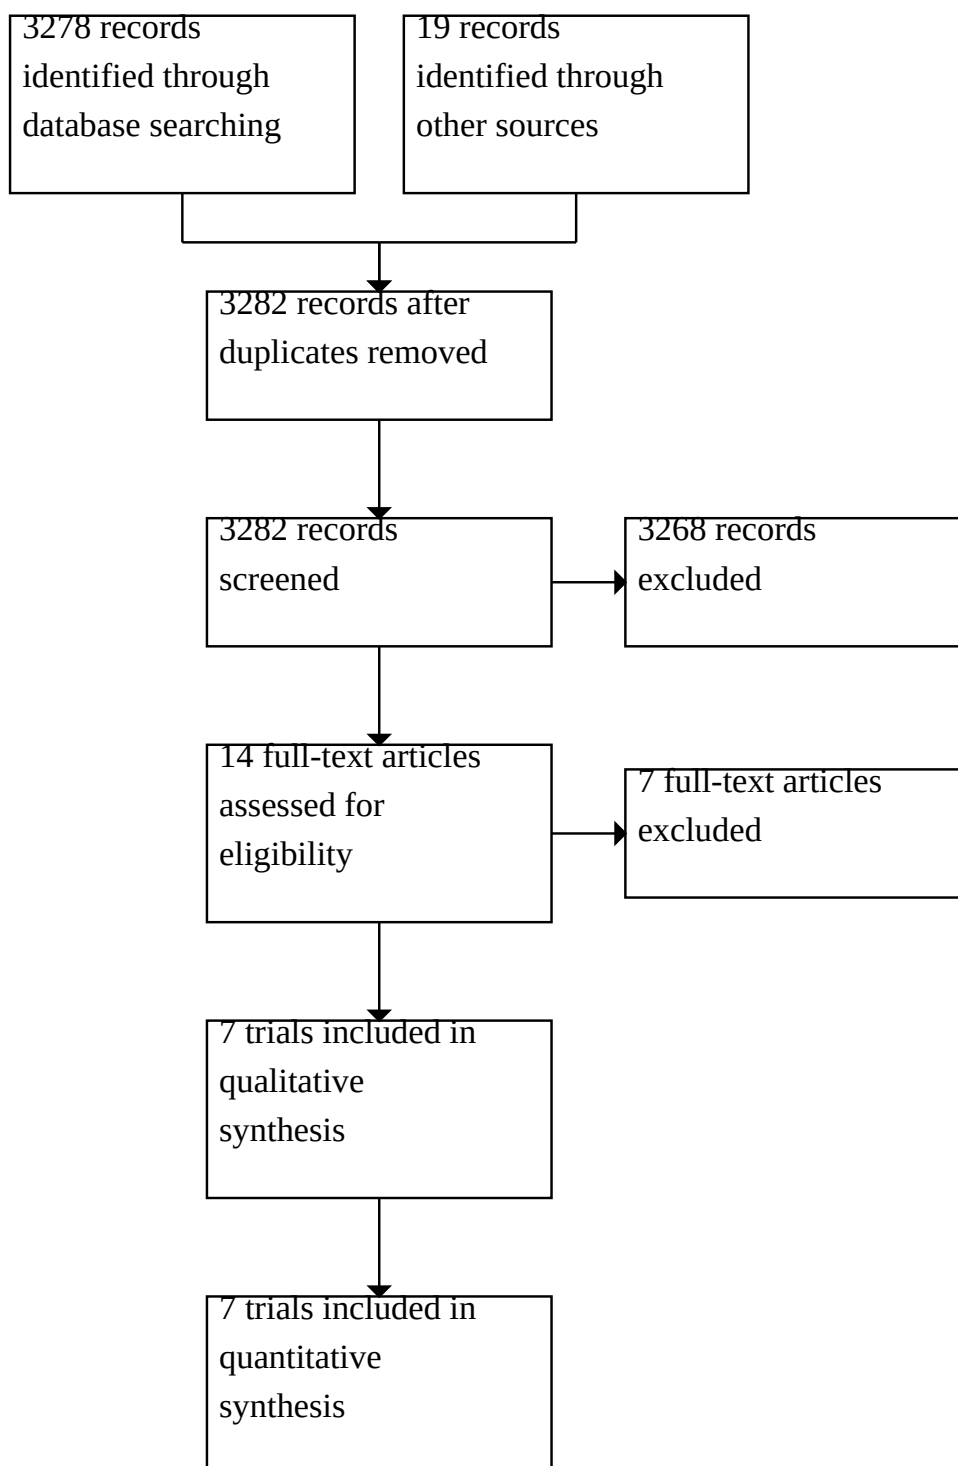 3278 records
identified through
database searching
19 records
identified through
other sources
3282 records after
duplicates removed
3282 records
screened
3268 records
excluded
14 full-text articles
assessed for
eligibility
7 full-text articles
excluded
7 trials included in
qualitative
synthesis
7 trials included in
quantitative
synthesis